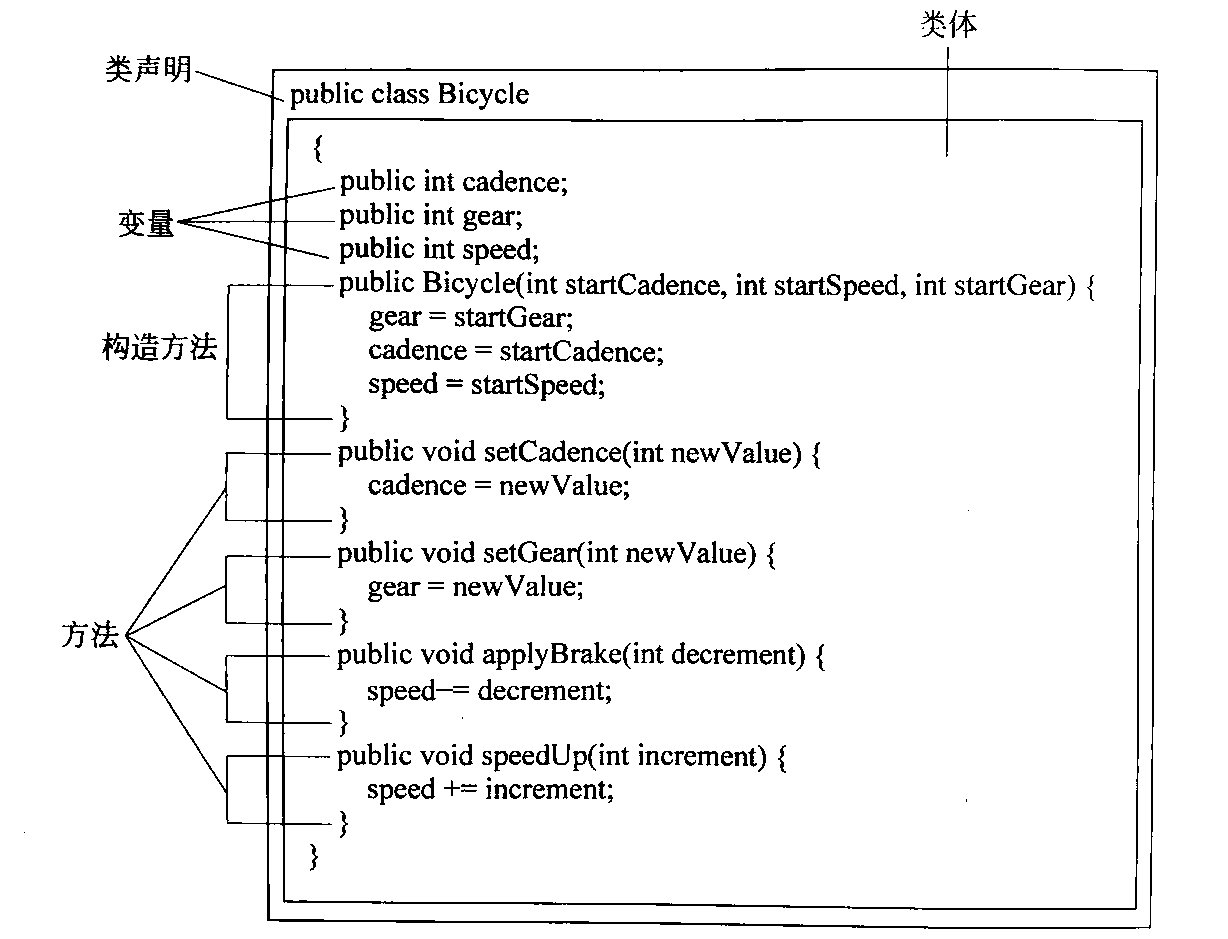 类体
类声明
public class Bicycle
{
public int cadence;
变量
public int gear;
public int speed;
public Bicycle(int startCadence, int startSpeed, int startGear) {
gear = startGear;
构造方法
cadence = startCadence;
speed = startSpeed;
}
public void setCadence(int newValue) {
cadence = newValue;
}
public void setGear(int newValue) {
gear = newValue;
}
方法
public void applyBrake(int decrement) {
speed-= decrement;
}
public void speedUp(int increment) {
speed += increment;
}
}